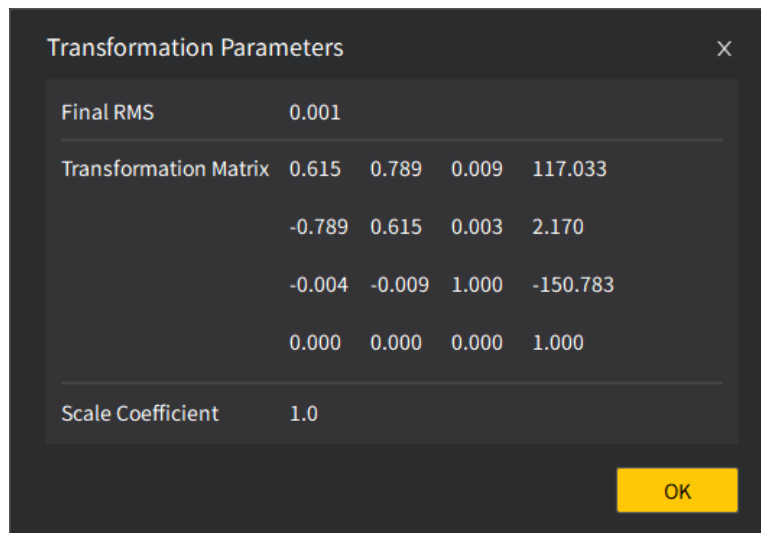 Transformation Parameters X
Final RMS 0.001
Transformation Matrix 0.615 0.789 0.009 117.033
-0.789 0.615 0.003 2.170
-0.004 -0.009 1.000 -150.783
0.000 0.000 0.000 1.000
Scale Coefficient 1.0
OK